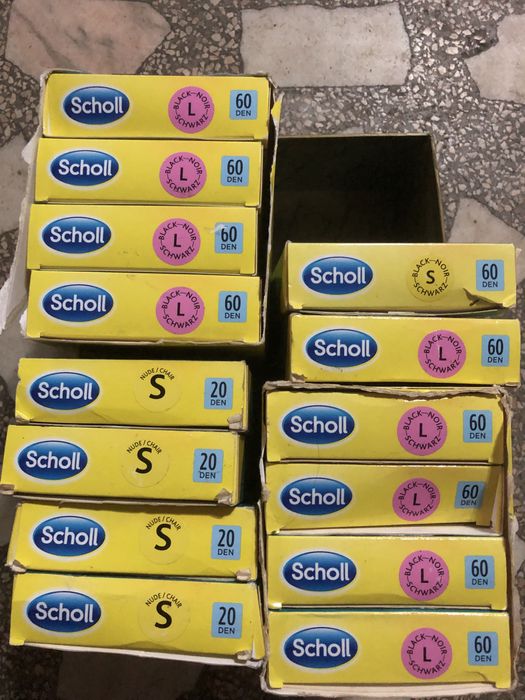 Scholl
BLACK—NOIR
L
SCHWARZ
60
DEN
Scholl
BLACK—NOIR
L
SCHWARZ
60
DEN
Scholl
BLACK—NOIR
L
SCHWARZ
60
DEN
Scholl
BLACK—NOIR
L
SCHWARZ
60
DEN
Scholl
NUDE/CHAIR
S
20
DEN
Scholl
NUDE/CHAIR
S
20
DEN
Scholl
NUDE/CHAIR
S
20
DEN
Scholl
NUDE/CHAIR
S
20
DEN
Scholl
BLACK—NOIR
S
SCHWARZ
60
DEN
Scholl
BLACK—NOIR
L
SCHWARZ
60
DEN
Scholl
BLACK—NOIR
L
SCHWARZ
60
DEN
Scholl
BLACK—NOIR
L
SCHWARZ
60
DEN
Scholl
BLACK—NOIR
L
SCHWARZ
60
DEN
Scholl
BLACK—NOIR
L
SCHWARZ
60
DEN